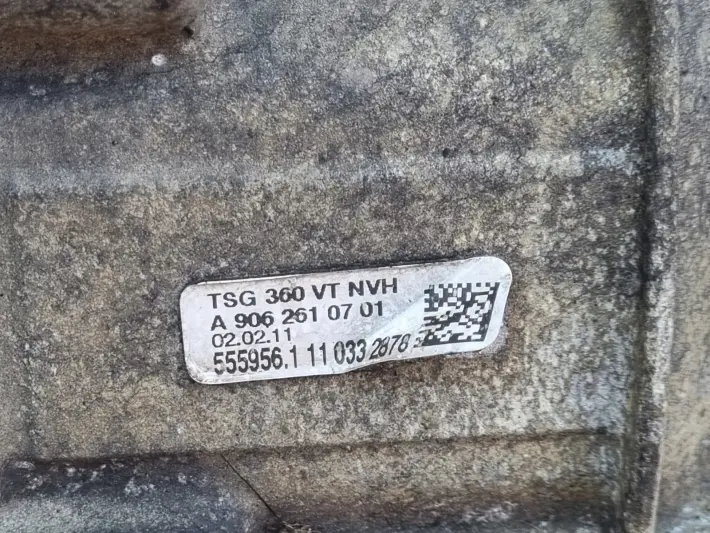 TSG 360 VT NVH
A 906 261 07 01
02.02.11
555956.1 11 033 2878